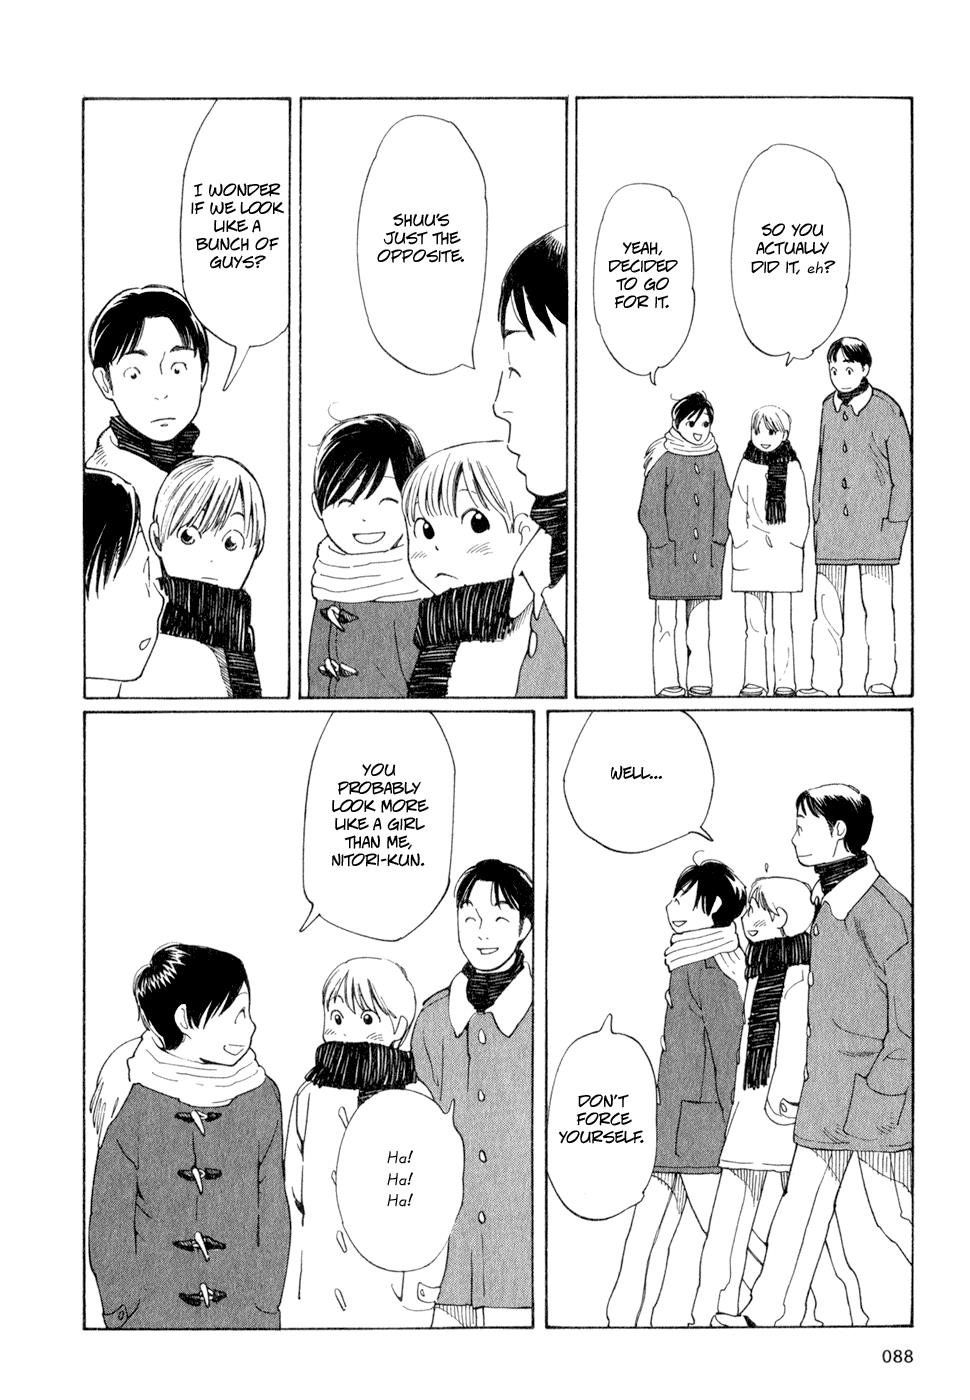 SO YOU
ACTUALLY
DID IT, eh?
YEAH,
DECIDED
TO GO
FOR IT.
SHUU'S
JUST THE
OPPOSITE.
I WONDER
IF WE LOOK
LIKE A
BUNCH OF
GUYS?
WELL...
DON'T
FORCE
YOURSELF.
YOU
PROBABLY
LOOK MORE
LIKE A GIRL
THAN ME,
NITORI-KUN.
Ha!
Ha!
Ha!
088